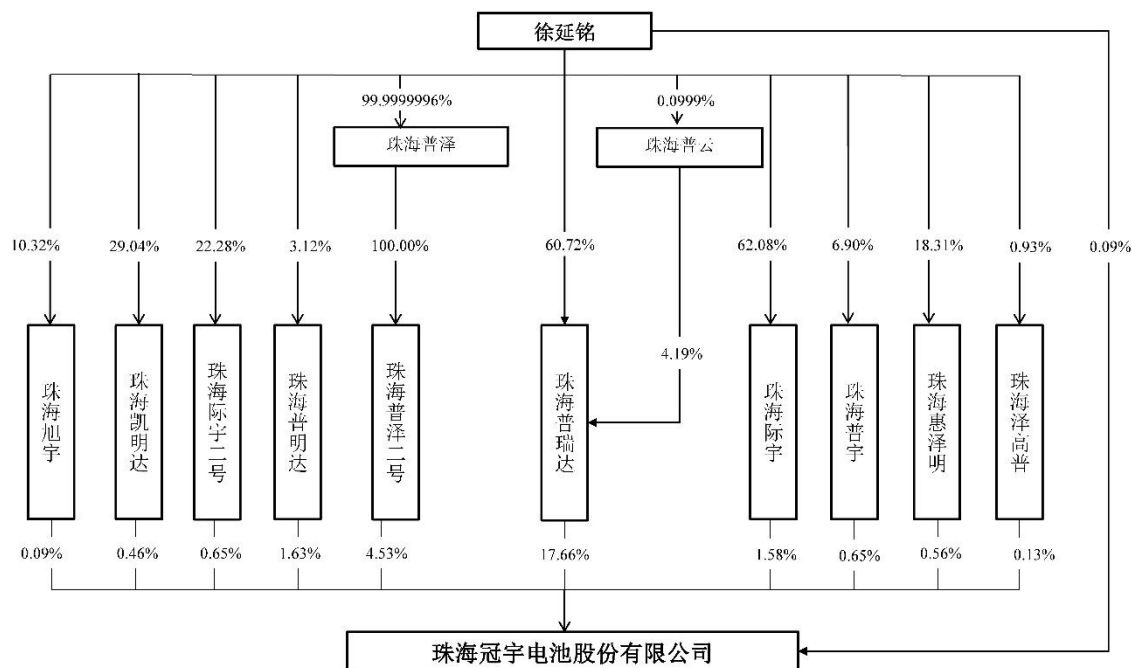 徐延铭
99.9999996%
0.0999%
珠海普泽
珠海普云
10.32%
29.04%
22.28%
3.12%
100.00%
60.72%
62.08%
6.90%
18.31%
0.93%
0.09%
4.19%
珠海旭宇
珠海凯明达
珠海际宇二号
珠海普明达
珠海普泽二号
珠海普瑞达
珠海际宇
珠海普宇
珠海惠泽明
珠海泽高普
0.09%
0.46%
0.65%
1.63%
4.53%
17.66%
1.58%
0.65%
0.56%
0.13%
珠海冠宇电池股份有限公司